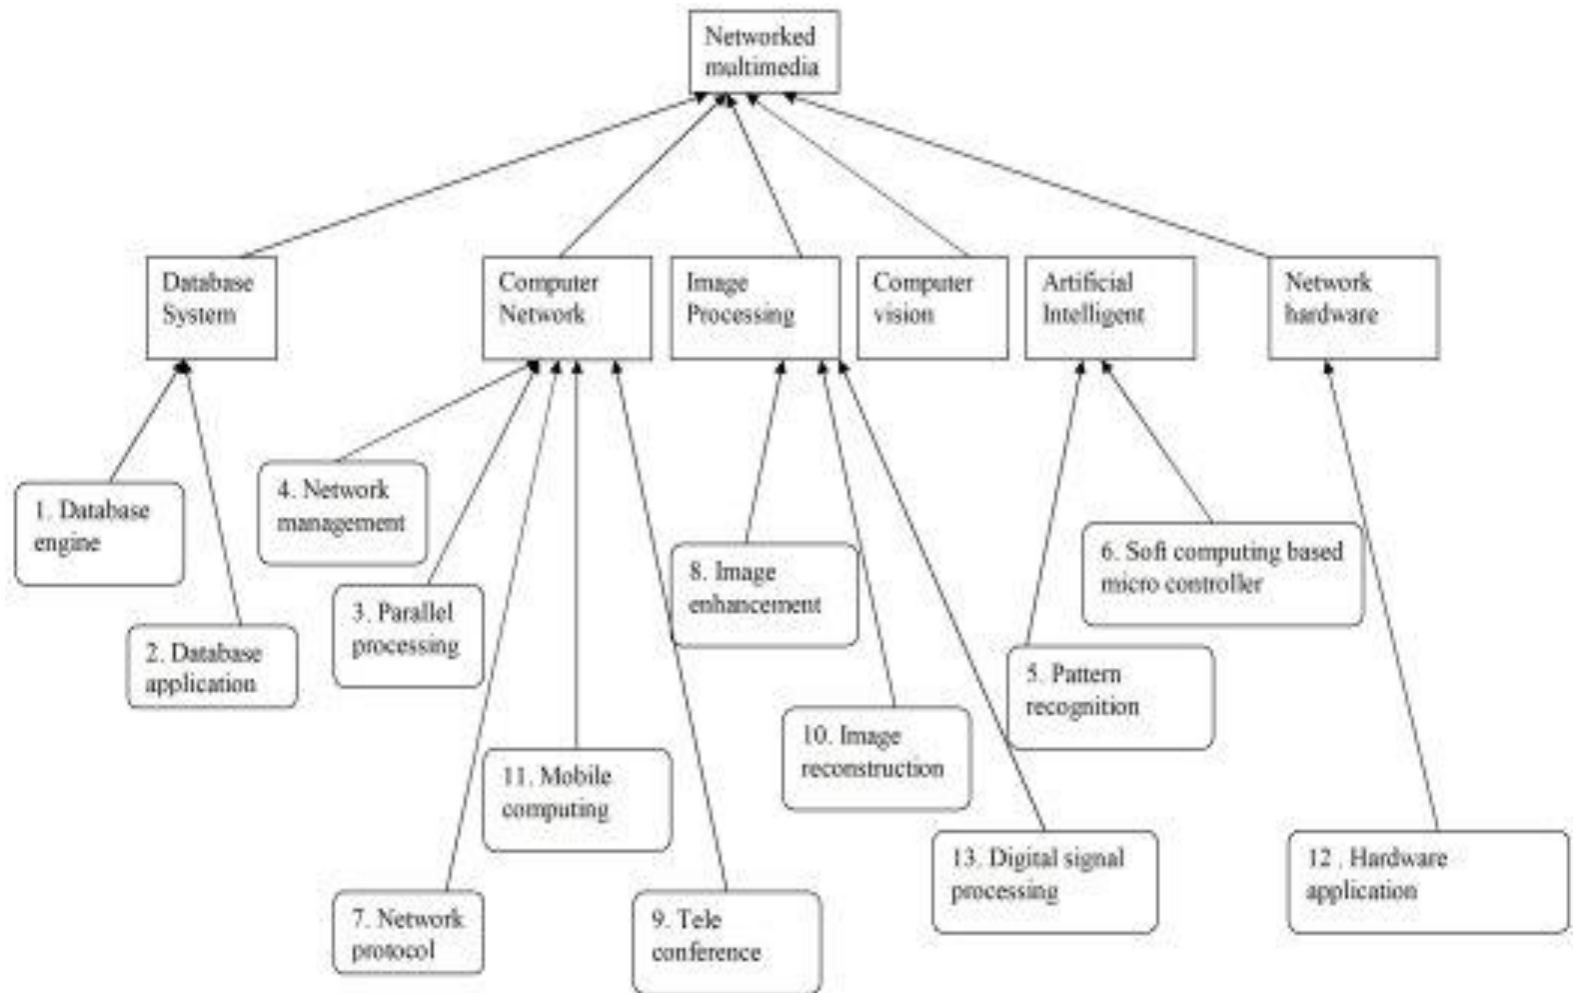 Networked
multimedia
Database
System
Computer
Network
Image
Processing
Computer
vision
Artificial
Intelligent
Network
hardware
1. Database
engine
4. Network
management
2. Database
application
3. Parallel
processing
8. Image
enhancement
6. Soft computing based
micro controller
5. Pattern
recognition
11. Mobile
computing
10. Image
reconstruction
7. Network
protocol
9. Tele
conference
13. Digital signal
processing
12 . Hardware
application